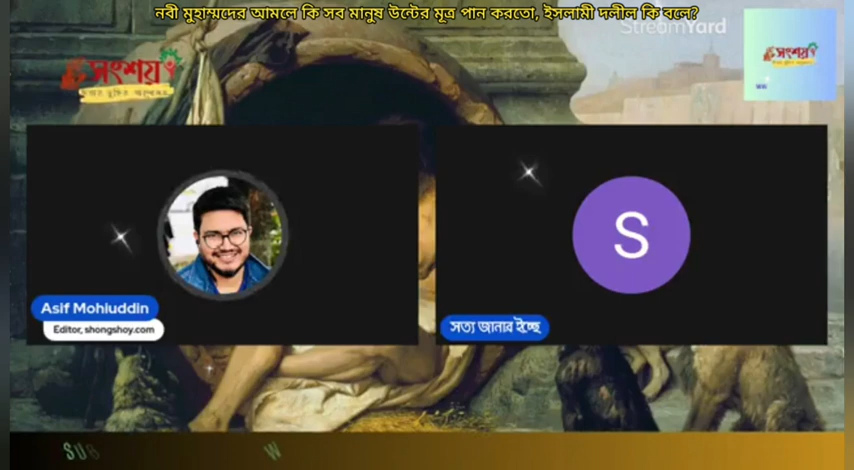 নবী মুহাম্মদের আমলে কি সব মানুষ উটের মূত্র পান করতো, ইসলামী দলীল কি বলে?
StreamYard
সংশয়
সংশয়
Asif Mohiuddin
Editor, shongshoy.com
S
সত্য জানার ইচ্ছে
SUB W